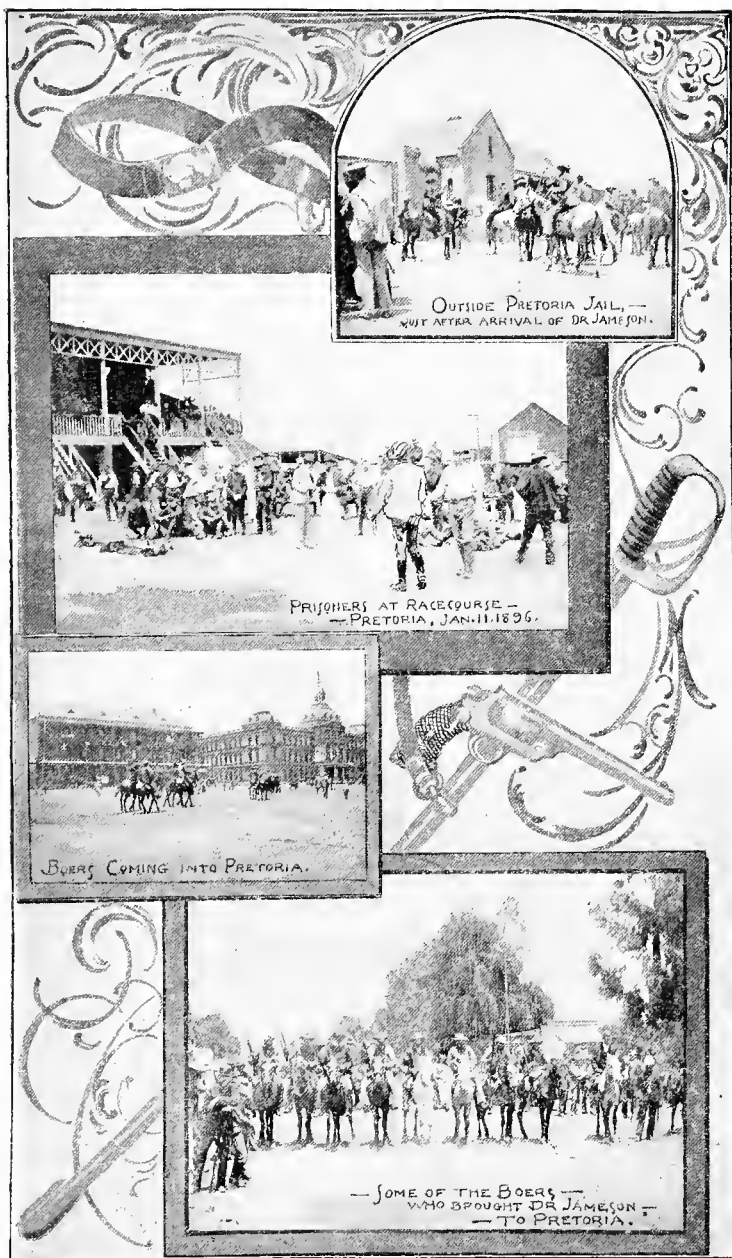 OUTSIDE PRETORIA JAIL, —
JUST AFTER ARRIVAL OF DR JAMESON.
PRISONERS AT RACECOURSE —
— PRETORIA, JAN. 11. 1896.
BOERS COMING INTO PRETORIA.
— SOME OF THE BOERS —
WHO BROUGHT DR JAMESON —
— TO PRETORIA.